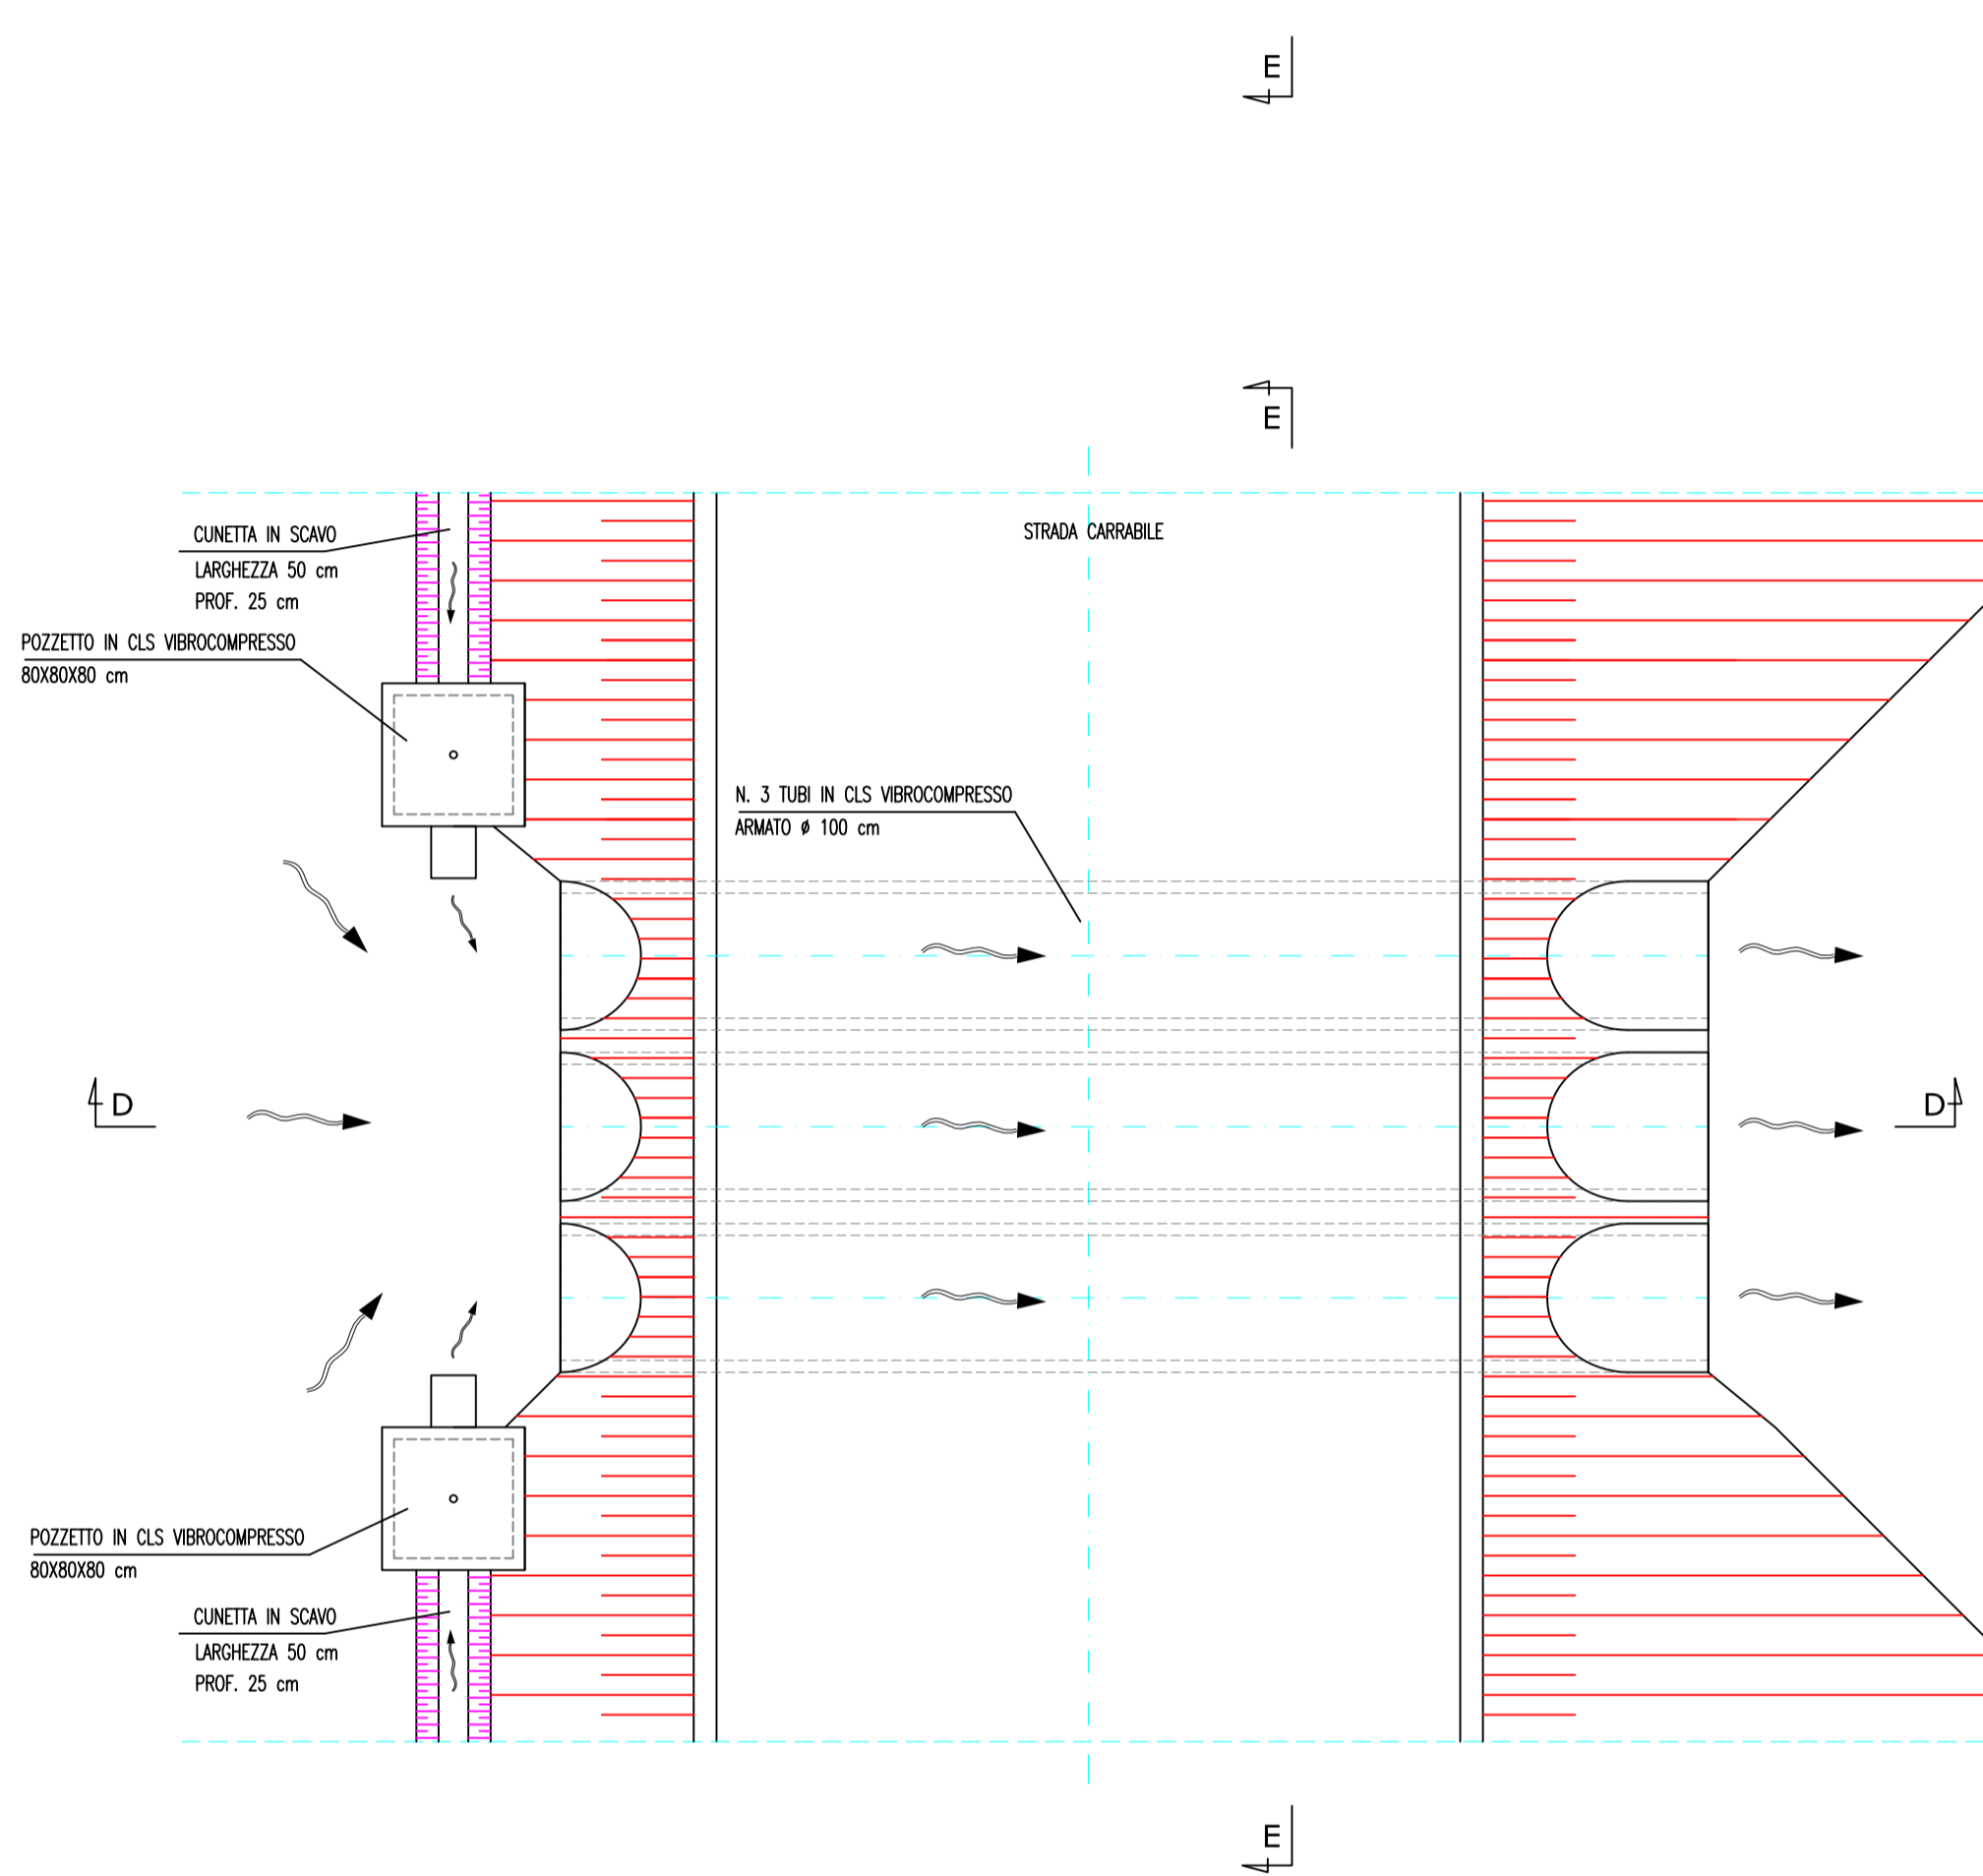 E
E
CUNETTA IN SCAVO
LARGHEZZA 50 cm
PROF. 25 cm
STRADA CARRABILE
POZZETTO IN CLS VIBROCOMPRESSO
80X80X80 cm
N. 3 TUBI IN CLS VIBROCOMPRESSO
ARMATO ø 100 cm
D
D
POZZETTO IN CLS VIBROCOMPRESSO
80X80X80 cm
CUNETTA IN SCAVO
LARGHEZZA 50 cm
PROF. 25 cm
E